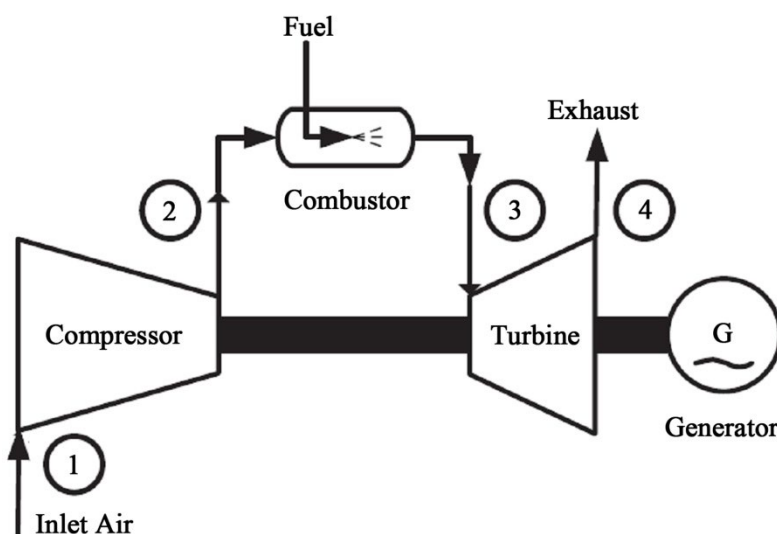 Fuel
Exhaust
2
Combustor
3
4
Compressor
Turbine
G
Generator
1
Inlet Air